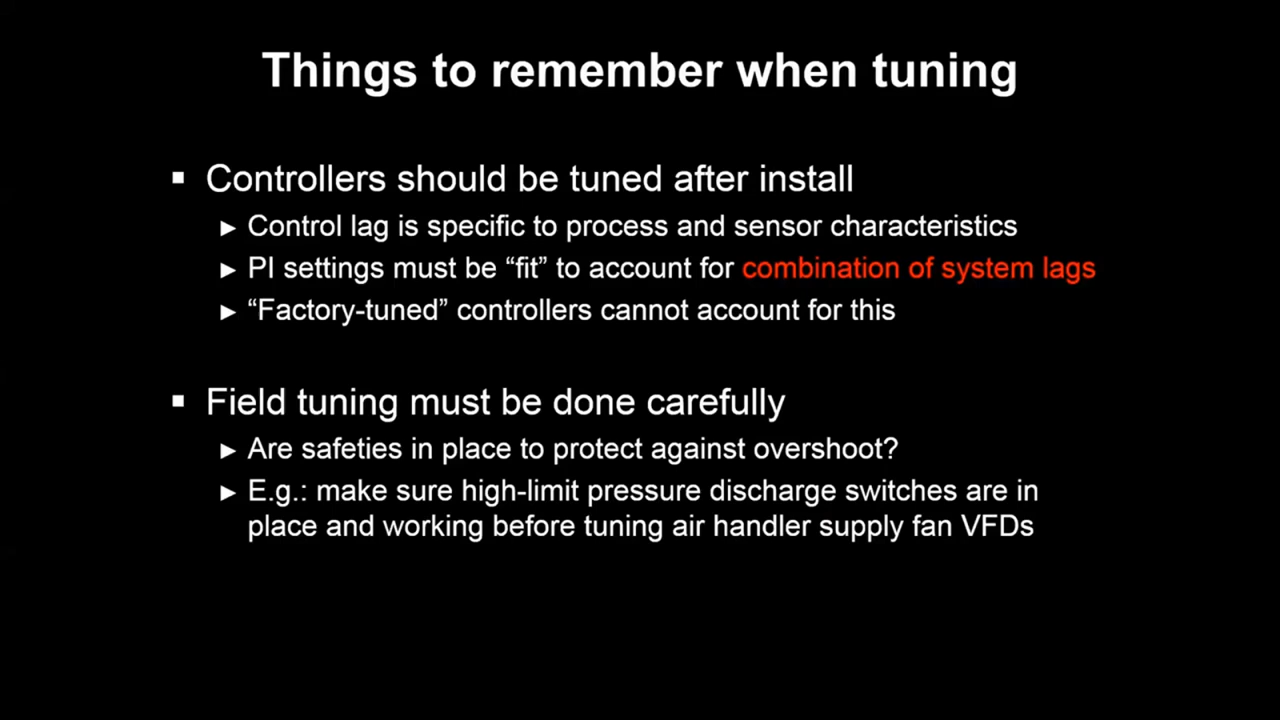 Things to remember when tuning
▪ Controllers should be tuned after install
► Control lag is specific to process and sensor characteristics
► PI settings must be “fit” to account for combination of system lags
► “Factory-tuned” controllers cannot account for this
▪ Field tuning must be done carefully
► Are safeties in place to protect against overshoot?
► E.g.: make sure high-limit pressure discharge switches are in
place and working before tuning air handler supply fan VFDs